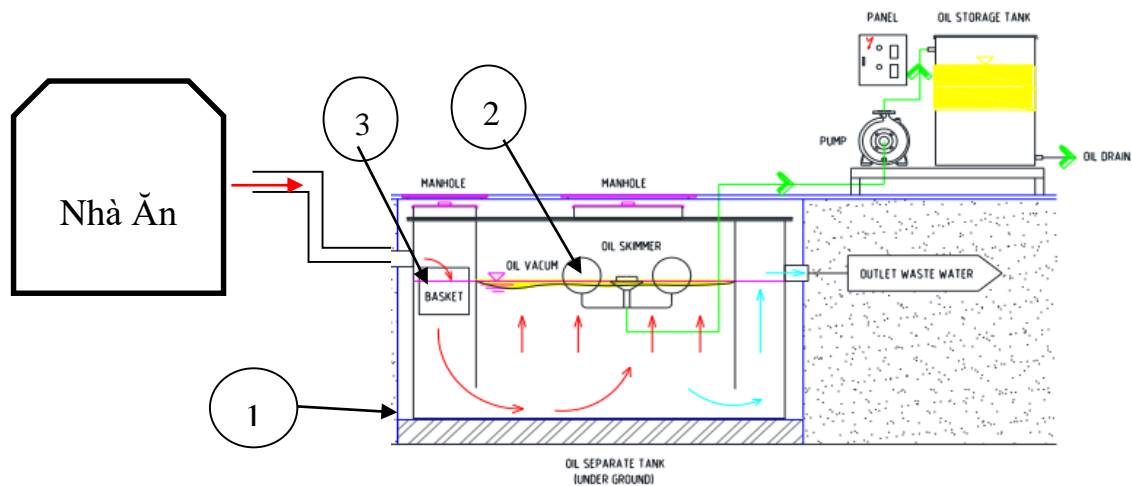 PANEL
OIL STORAGE TANK
3
2
PUMP
OIL DRAIN
MANHOLE
MANHOLE
Nhà Ăn
OIL SKIMMER
OIL VACUM
BASKET
OUTLET WASTE WATER
1
OIL SEPARATE TANK
(UNDER GROUND)